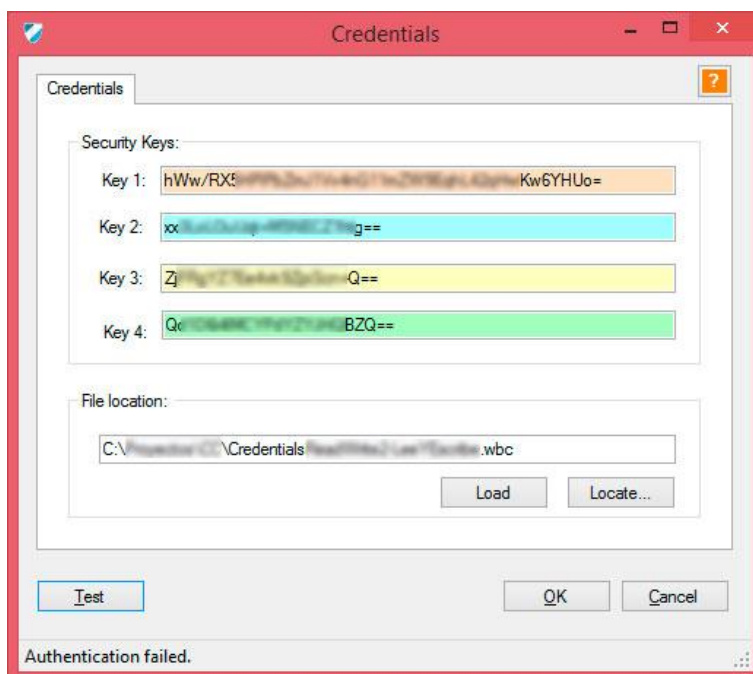 Credentials
?
Credentials
Security Keys:
Key 1: hWw/RX Kw6YHUo=
Key 2: xx g==
Key 3: Zj Q==
Key 4: Qc BZQ==
File location:
C:\ \Credentials .wbc
Load Locate...
Test OK Cancel
Authentication failed.